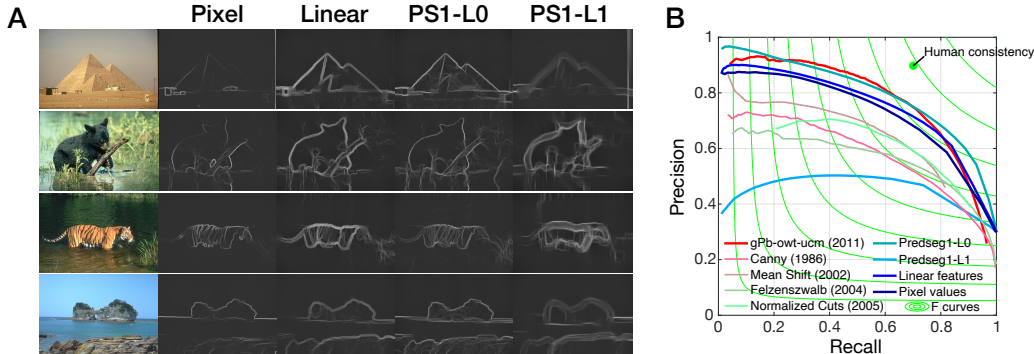 A
Pixel
Linear
PS1-L0
PS1-L1
B
1
0.8
0.6
0.4
0.2
0
Precision
Human consistency
gPb-owt-ucm (2011)
Canny (1986)
Mean Shift (2002)
Felzenszwalb (2004)
Normalized Cuts (2005)
Predseg1-L0
Predseg1-L1
Linear features
Pixel values
F curves
0
0.2
0.4
0.6
0.8
1
Recall